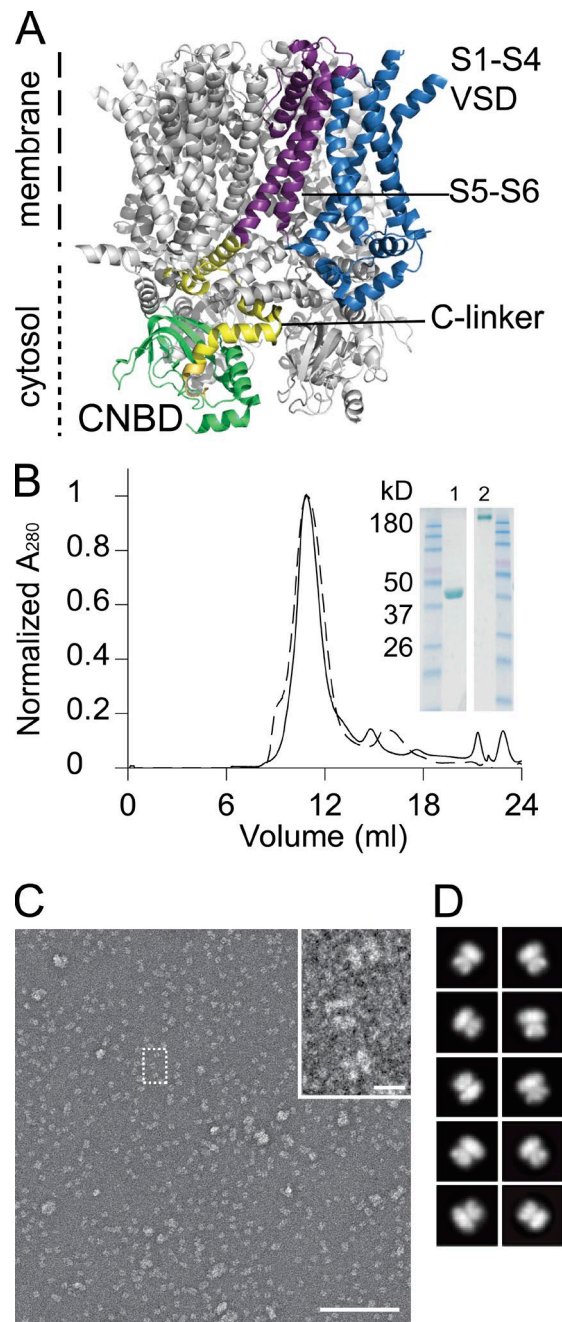 A
membrane
cytosol
S1–S4
VSD
S5–S6
C-linker
CNBD
B
Normalized A280
1
0.8
0.6
0.4
0.2
0
0
6
12
18
24
Volume (ml)
kD
1
2
180
50
37
26
C
D